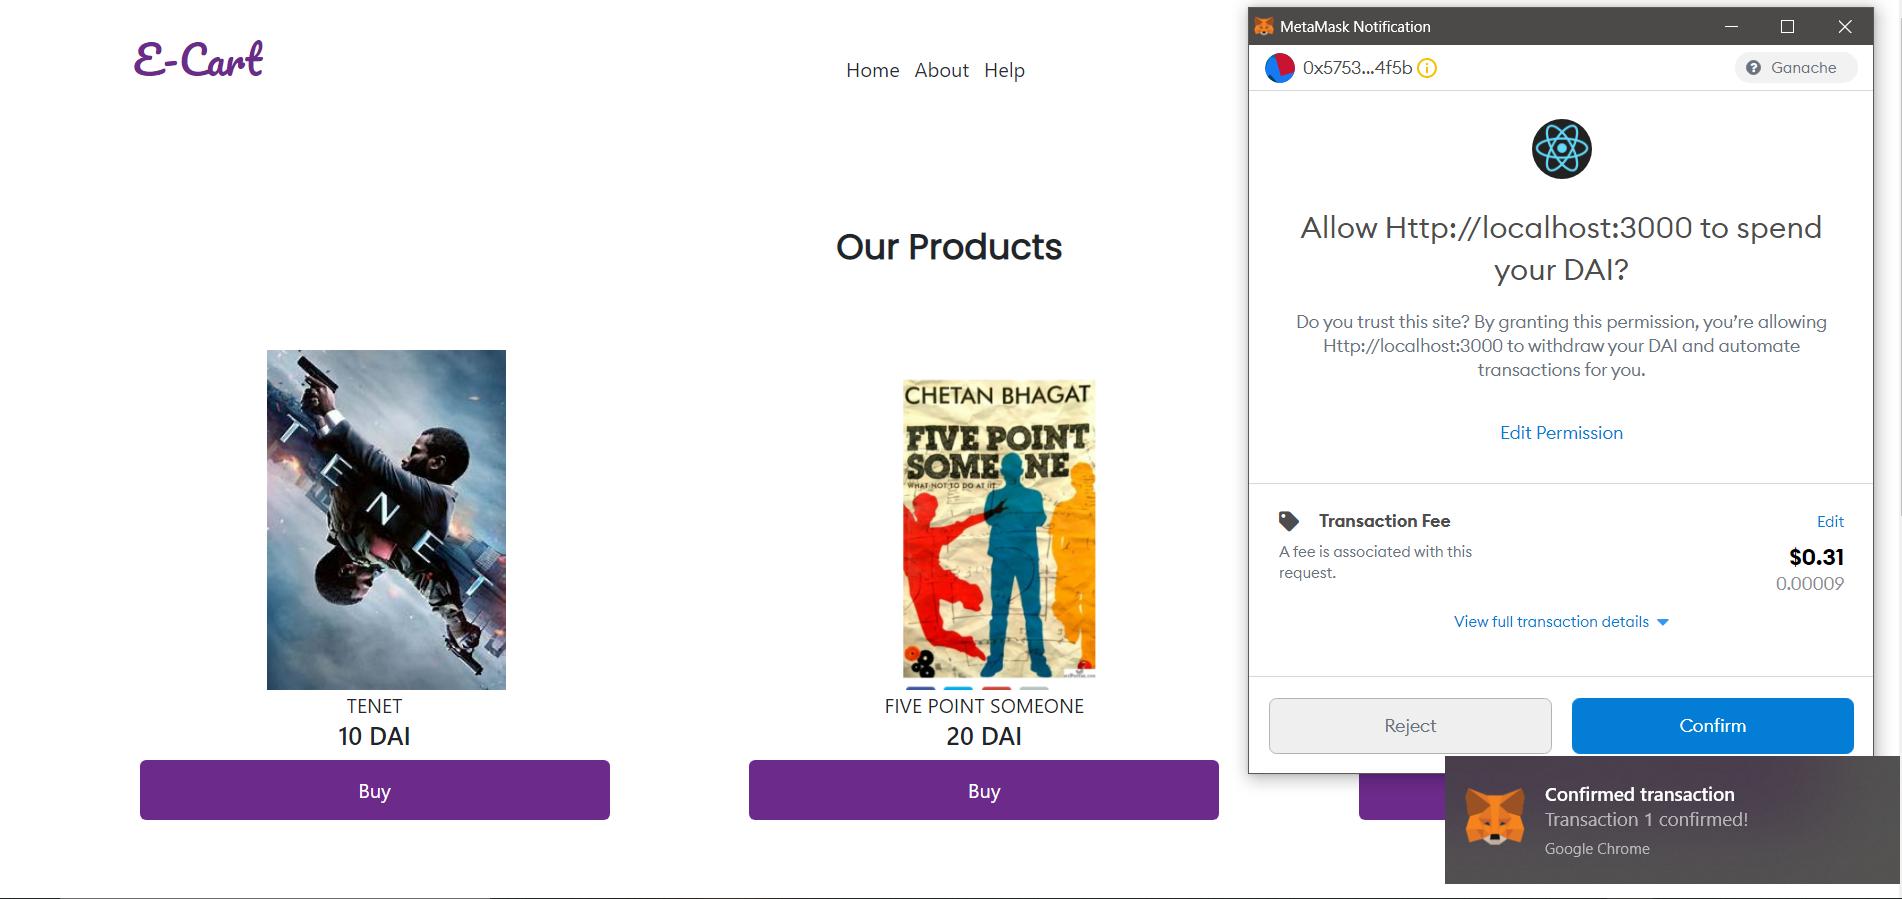 E-Cart
Home About Help
Our Products
TENET
CHETAN BHAGAT
FIVE POINT
SOMEONE
WHAT NOT TO DO AT IIT
TENET
10 DAI
Buy
FIVE POINT SOMEONE
20 DAI
Buy
MetaMask Notification
0x5753...4f5b
Ganache
Allow Http://localhost:3000 to spend
your DAI?
Do you trust this site? By granting this permission, you’re allowing
Http://localhost:3000 to withdraw your DAI and automate
transactions for you.
Edit Permission
Transaction Fee
Edit
A fee is associated with this
request.
$0.31
0.00009
View full transaction details
Reject
Confirm
Confirmed transaction
Transaction 1 confirmed!
Google Chrome